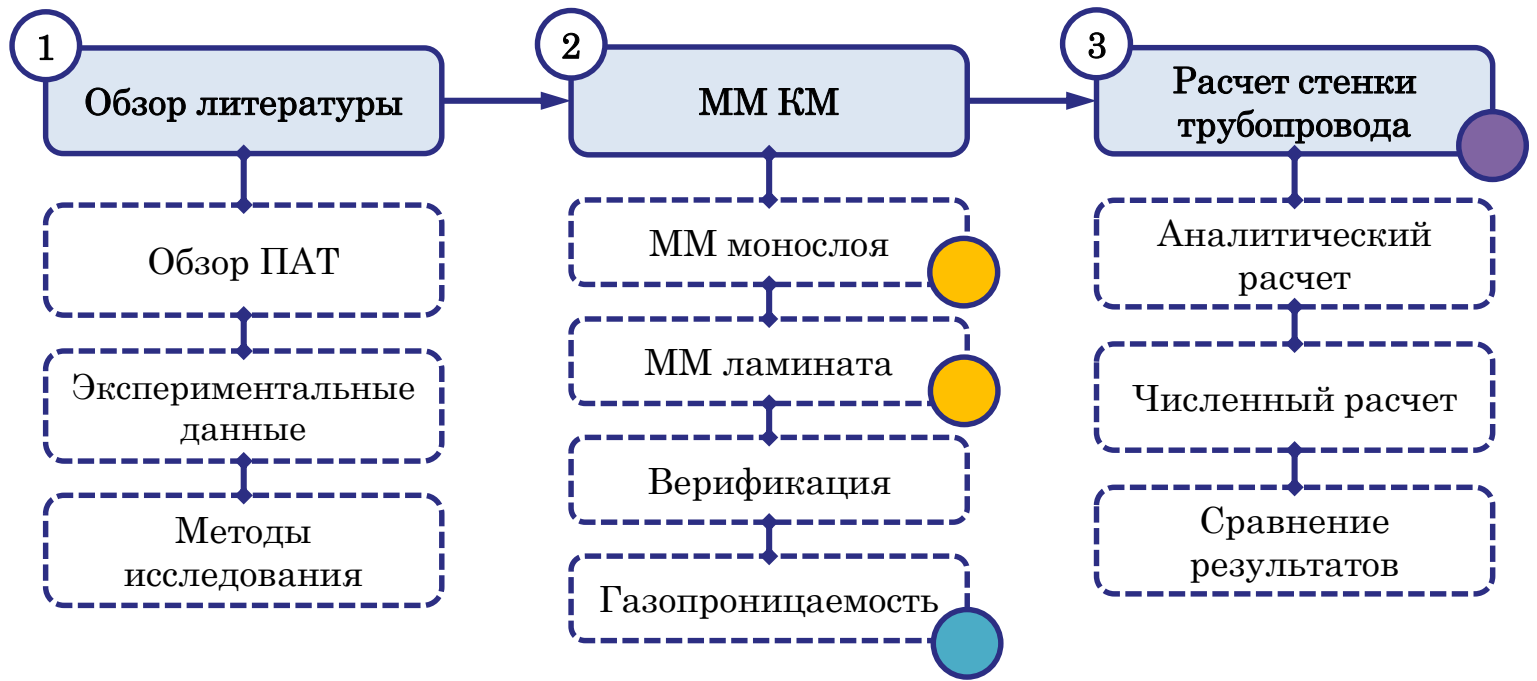 1
Обзор литературы
Обзор ПАТ
Экспериментальные
данные
Методы
исследования
2
ММ КМ
ММ монослоя
ММ ламината
Верификация
Газопроницаемость
3
Расчет стенки
трубопровода
Аналитический
расчет
Численный расчет
Сравнение
результатов